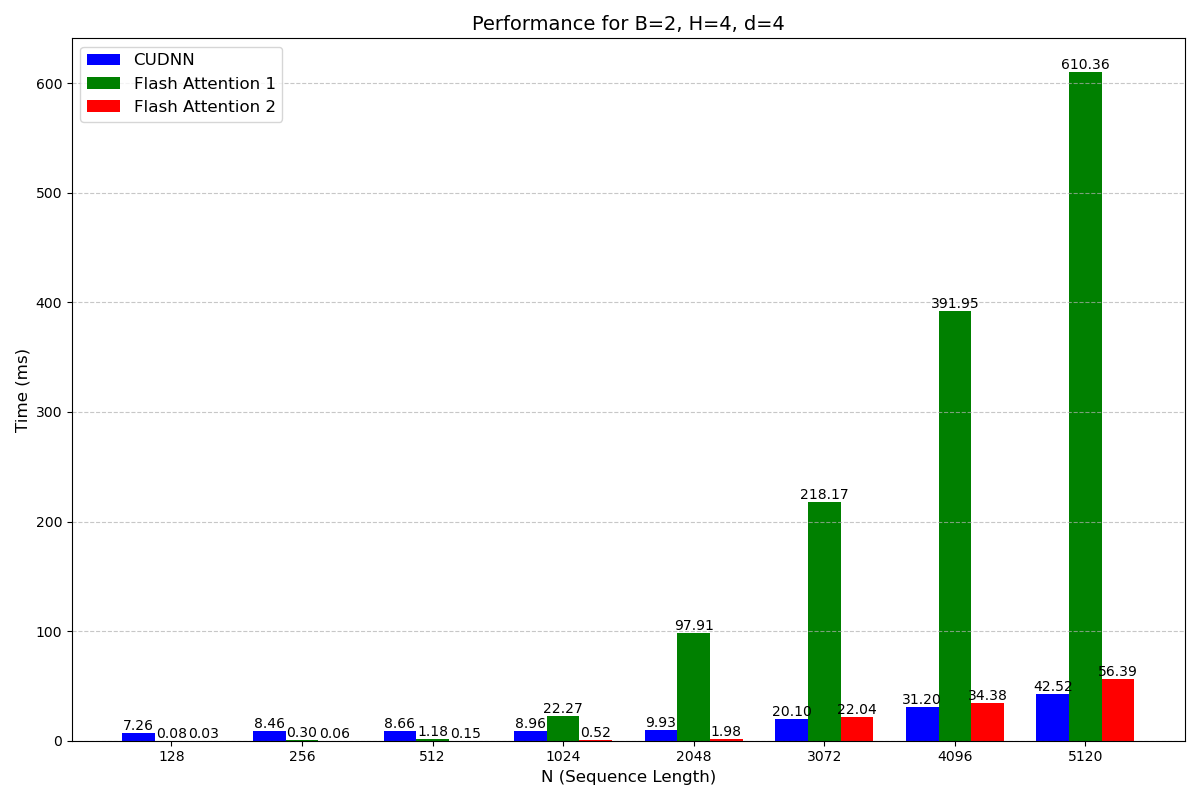 Performance for B=2, H=4, d=4
CUDNN
Flash Attention 1
Flash Attention 2
Time (ms)
600
500
400
300
200
100
0
7.26 0.08 0.03
8.46 0.30 0.06
8.66 1.18 0.15
8.96 22.27 0.52
9.93 97.91 1.98
20.10 218.17 22.04
31.20 391.95 34.38
42.52 610.36 56.39
128 256 512 1024 2048 3072 4096 5120
N (Sequence Length)